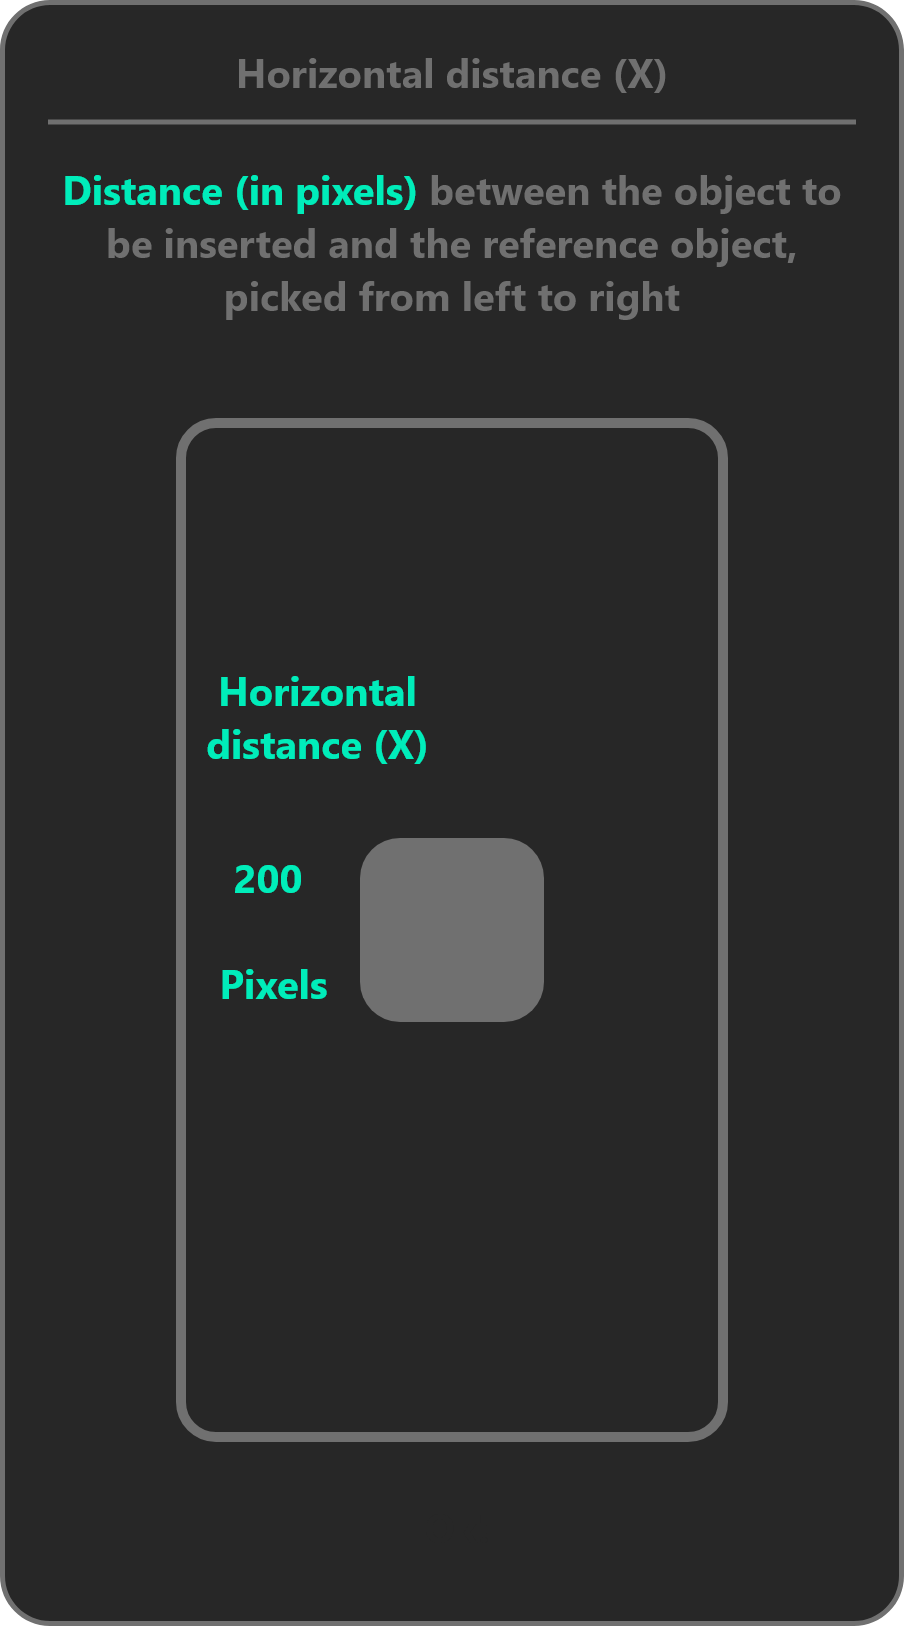 Horizontal distance (X)
Distance (in pixels) between the object to
be inserted and the reference object,
picked from left to right
Horizontal
distance (X)
200
Pixels